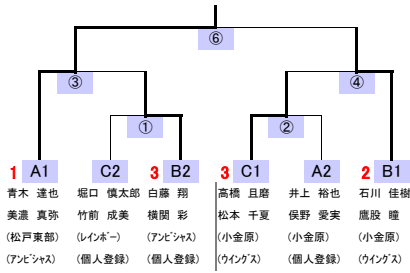 ⑥
③ ④
① ②
1 A1 C2 3 B2 3 C1 A2 2 B1
青木 達也 堀口 慎太郎 白藤 翔 高橋 且磨 井上 裕也 石川 佳樹
美濃 真弥 竹前 成美 横関 彩 松本 千夏 俣野 愛実 鷹股 瞳
(松戸東部) (レインボー) (アンビシャス) (小金原) (小金原) (小金原)
(アンビシャス) (個人登録) (個人登録) (ウイングス) (個人登録) (ウイングス)